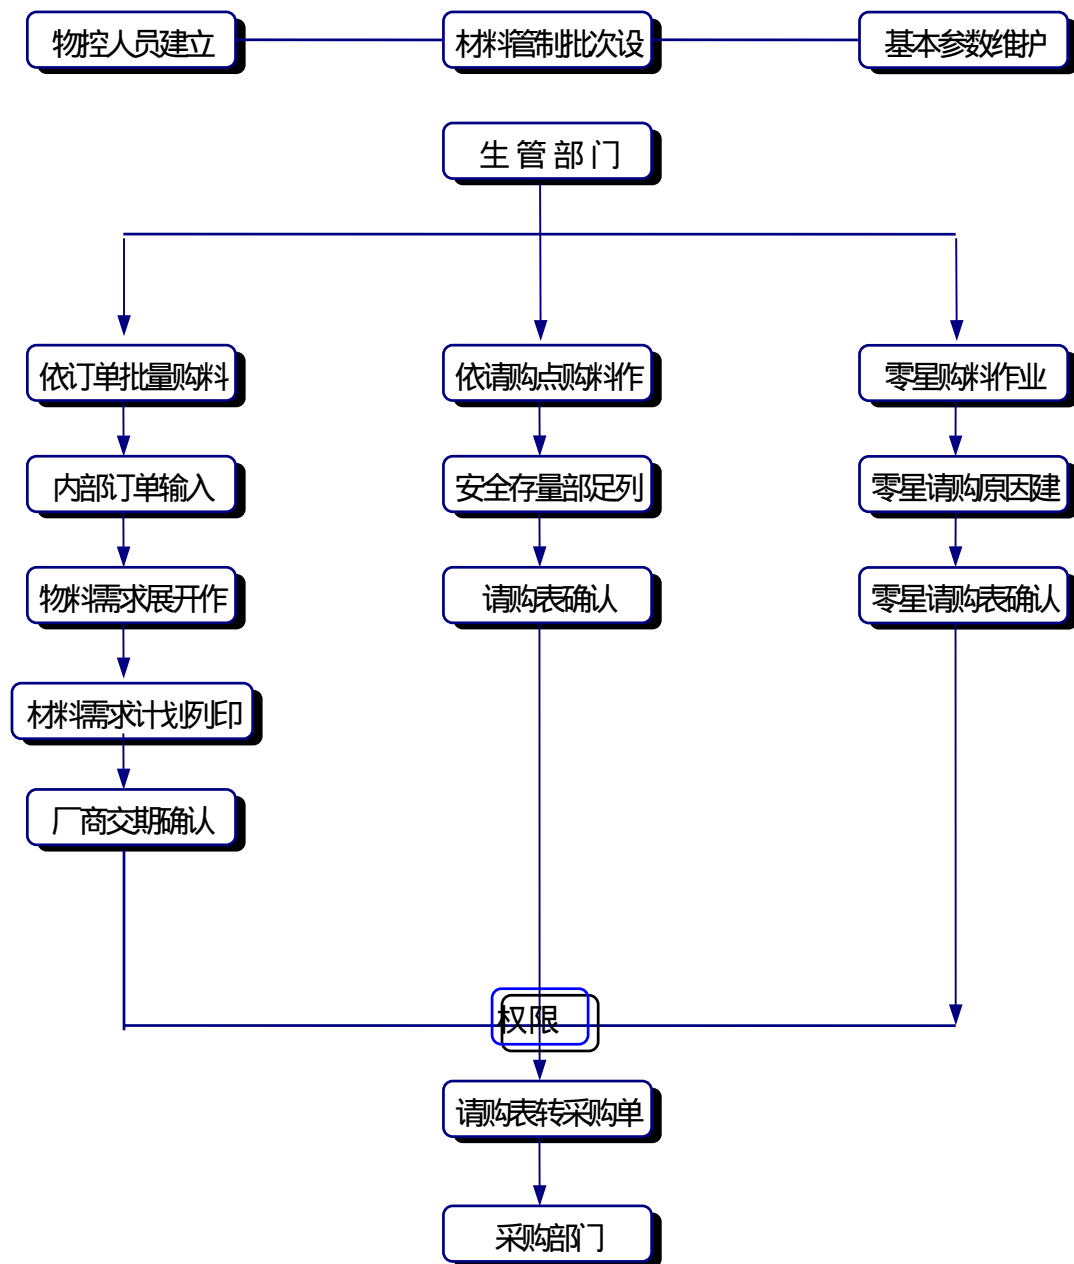 物控人员建立
材料管制批次设
基本参数维护
生管部门
依订单批量购料
依请购点购料作
零星购料作业
内部订单输入
安全存量部足列
零星请购原因建
物料需求展开作
请购表确认
零星请购表确认
材料需求计划列印
厂商交期确认
权限
请购表转采购单
采购部门